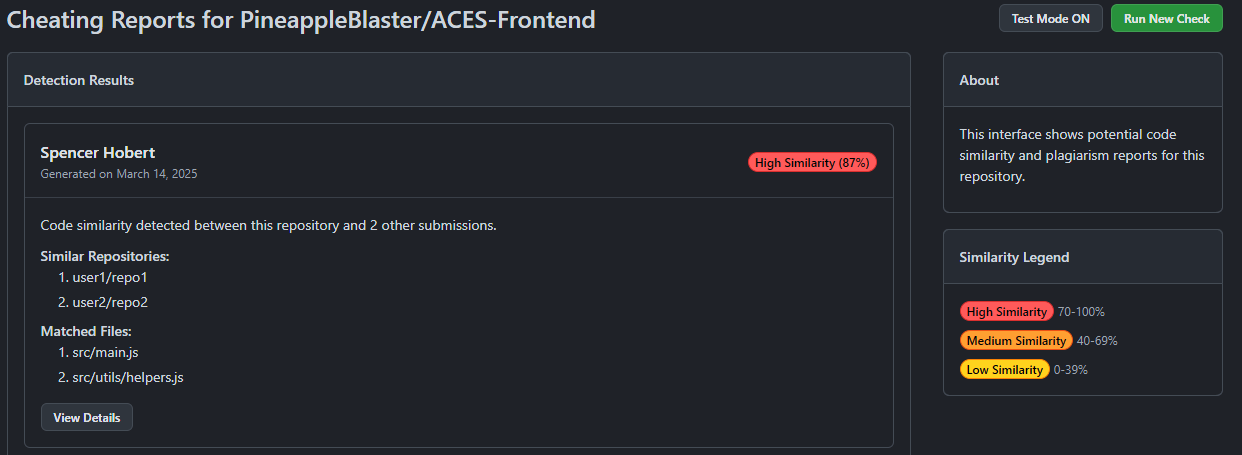 Cheating Reports for PineappleBlaster/ACES-Frontend
Test Mode ON
Run New Check
Detection Results
Spencer Hobert
Generated on March 14, 2025
High Similarity (87%)
Code similarity detected between this repository and 2 other submissions.
Similar Repositories:
1. user1/repo1
2. user2/repo2
Matched Files:
1. src/main.js
2. src/utils/helpers.js
View Details
About
This interface shows potential code
similarity and plagiarism reports for this
repository.
Similarity Legend
High Similarity 70-100%
Medium Similarity 40-69%
Low Similarity 0-39%